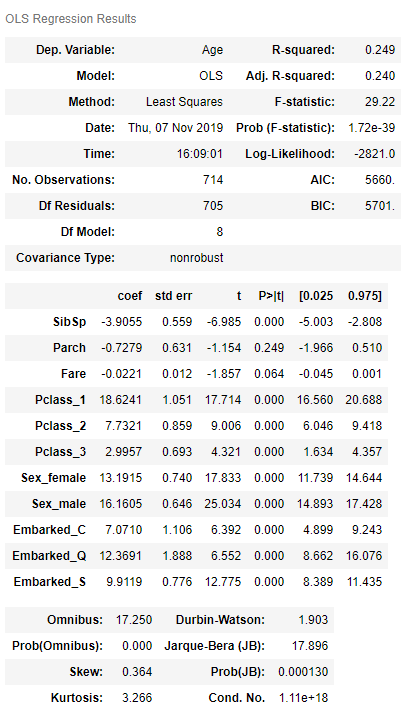 OLS Regression Results
Dep. Variable: Age R-squared: 0.249
Model: OLS Adj. R-squared: 0.240
Method: Least Squares F-statistic: 29.22
Date: Thu, 07 Nov 2019 Prob (F-statistic): 1.72e-39
Time: 16:09:01 Log-Likelihood: -2821.0
No. Observations: 714 AIC: 5660.
Df Residuals: 705 BIC: 5701.
Df Model: 8
Covariance Type: nonrobust
coef std err t P>|t| [0.025 0.975]
SibSp -3.9055 0.559 -6.985 0.000 -5.003 -2.808
Parch -0.7279 0.631 -1.154 0.249 -1.966 0.510
Fare -0.0221 0.012 -1.857 0.064 -0.045 0.001
Pclass_1 18.6241 1.051 17.714 0.000 16.560 20.688
Pclass_2 7.7321 0.859 9.006 0.000 6.046 9.418
Pclass_3 2.9957 0.693 4.321 0.000 1.634 4.357
Sex_female 13.1915 0.740 17.833 0.000 11.739 14.644
Sex_male 16.1605 0.646 25.034 0.000 14.893 17.428
Embarked_C 7.0710 1.106 6.392 0.000 4.899 9.243
Embarked_Q 12.3691 1.888 6.552 0.000 8.662 16.076
Embarked_S 9.9119 0.776 12.775 0.000 8.389 11.435
Omnibus: 17.250 Durbin-Watson: 1.903
Prob(Omnibus): 0.000 Jarque-Bera (JB): 17.896
Skew: 0.364 Prob(JB): 0.000130
Kurtosis: 3.266 Cond. No. 1.11e+18